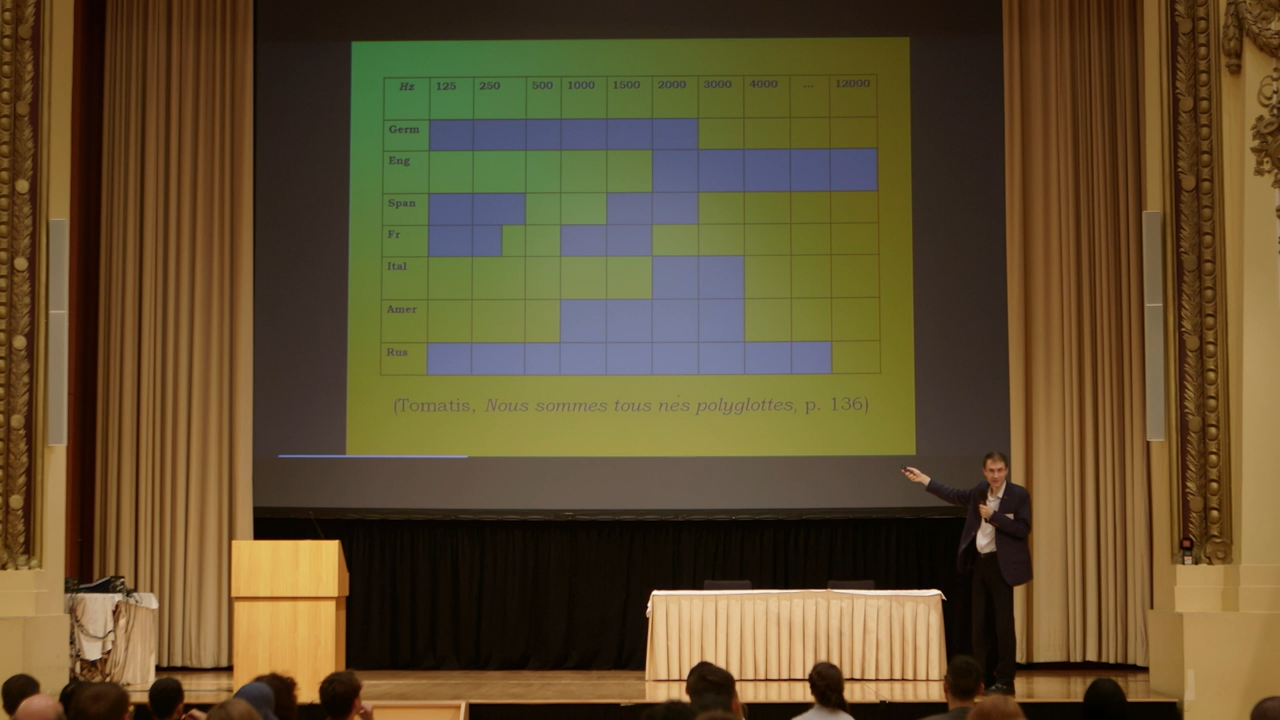 Hz 125 250 500 1000 1500 2000 3000 4000 ... 12000
Germ
Eng
Span
Fr
Ital
Amer
Rus
(Tomatis, Nous sommes tous nés polyglottes, p. 136)